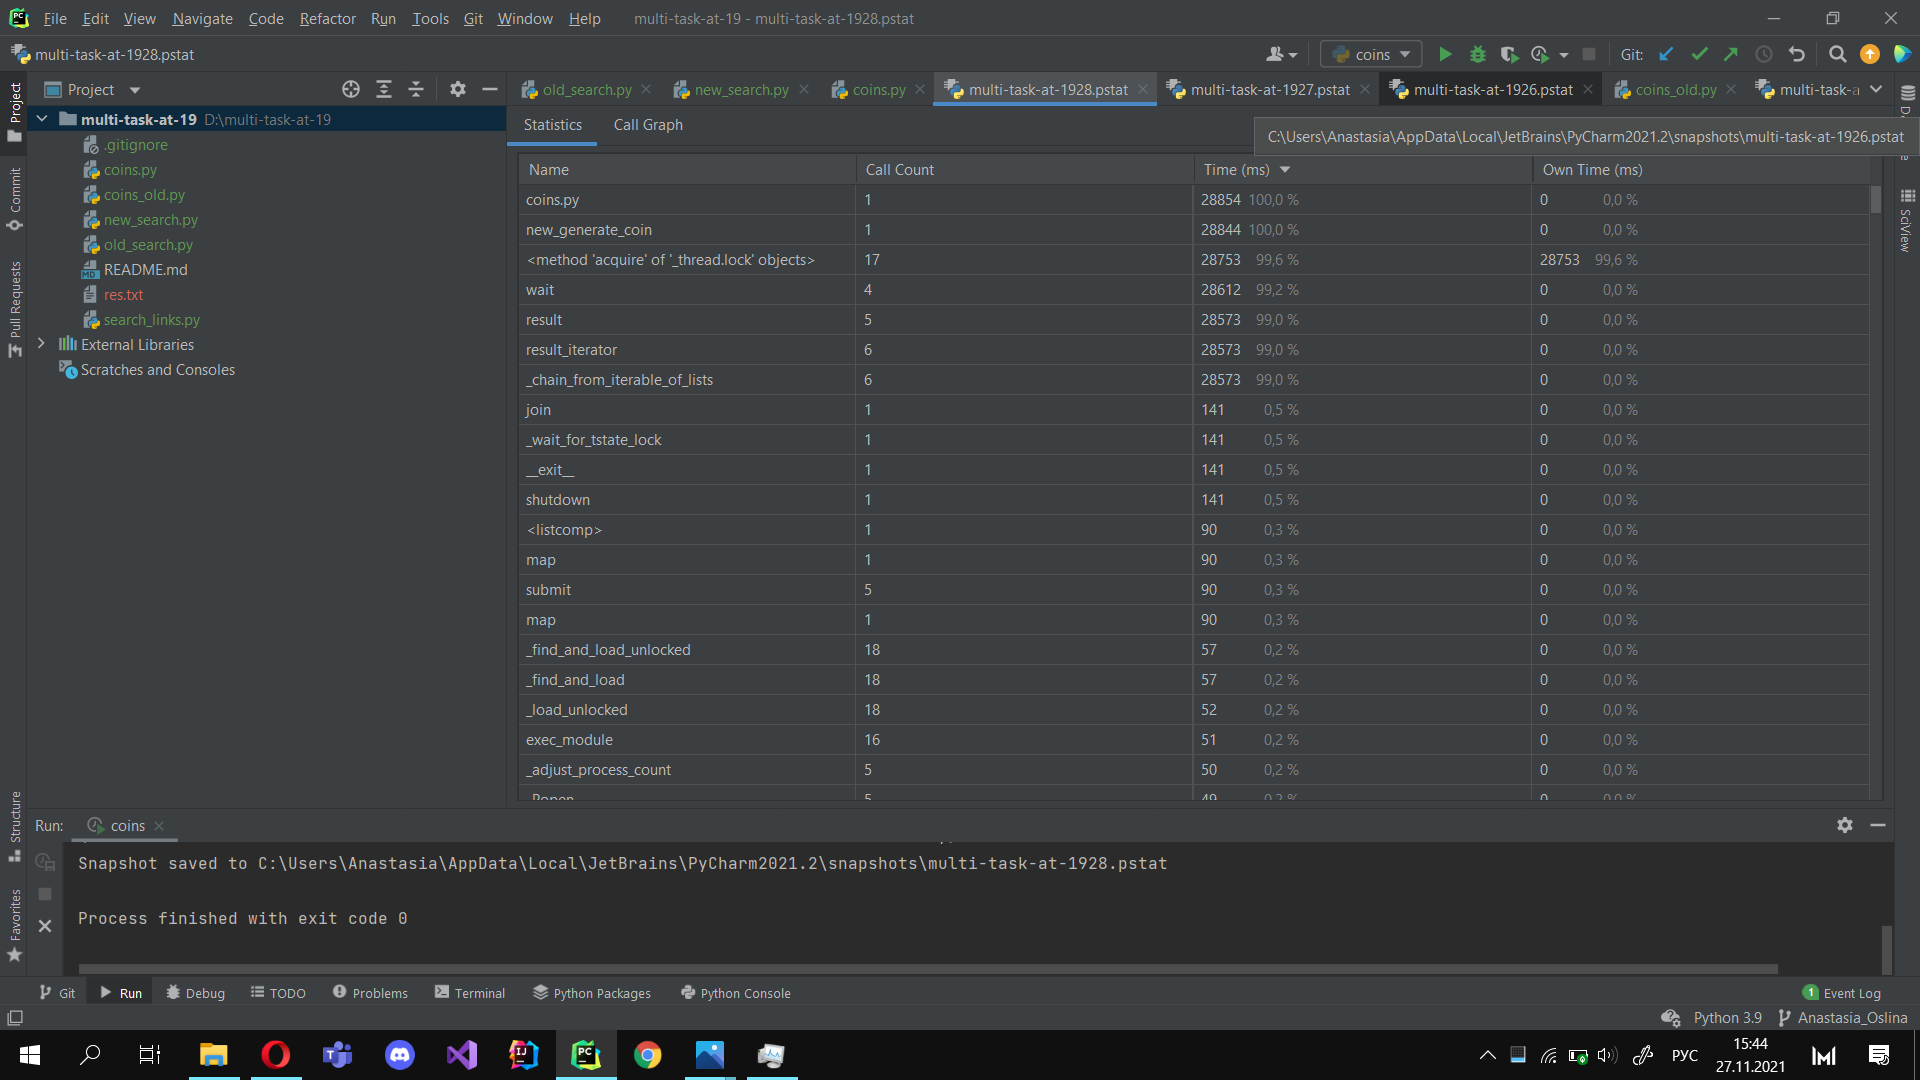 File Edit View Navigate Code Refactor Run Tools Git Window Help multi-task-at-19 - multi-task-at-1928.pstat
multi-task-at-1928.pstat
coins
Git:
Project
old_search.py
new_search.py
coins.py
multi-task-at-1928.pstat
multi-task-at-1927.pstat
multi-task-at-1926.pstat
coins_old.py
multi-task-a
Project
Commit
Pull Requests
Structure
Favorites
SciView
multi-task-at-19 D:\multi-task-at-19
.gitignore
coins.py
coins_old.py
new_search.py
old_search.py
README.md
res.txt
search_links.py
External Libraries
Scratches and Consoles
Statistics Call Graph
C:\Users\Anastasia\AppData\Local\JetBrains\PyCharm2021.2\snapshots\multi-task-at-1926.pstat
Name Call Count Time (ms) Own Time (ms)
coins.py 1 28854 100,0 % 0 0,0 %
new_generate_coin 1 28844 100,0 % 0 0,0 %
<method 'acquire' of '_thread.lock' objects> 17 28753 99,6 % 28753 99,6 %
wait 4 28612 99,2 % 0 0,0 %
result 5 28573 99,0 % 0 0,0 %
result_iterator 6 28573 99,0 % 0 0,0 %
_chain_from_iterable_of_lists 6 28573 99,0 % 0 0,0 %
join 1 141 0,5 % 0 0,0 %
_wait_for_tstate_lock 1 141 0,5 % 0 0,0 %
__exit__ 1 141 0,5 % 0 0,0 %
shutdown 1 141 0,5 % 0 0,0 %
<listcomp> 1 90 0,3 % 0 0,0 %
map 1 90 0,3 % 0 0,0 %
submit 5 90 0,3 % 0 0,0 %
map 1 90 0,3 % 0 0,0 %
_find_and_load_unlocked 18 57 0,2 % 0 0,0 %
_find_and_load 18 57 0,2 % 0 0,0 %
_load_unlocked 18 52 0,2 % 0 0,0 %
exec_module 16 51 0,2 % 0 0,0 %
_adjust_process_count 5 50 0,2 % 0 0,0 %
_Popen 5 49 0,2 % 0 0,0 %
Run: coins
Snapshot saved to C:\Users\Anastasia\AppData\Local\JetBrains\PyCharm2021.2\snapshots\multi-task-at-1928.pstat
Process finished with exit code 0
Git Run Debug TODO Problems Terminal Python Packages Python Console 1 Event Log
Python 3.9 Anastasia_Oslina
РУС
15:44
27.11.2021